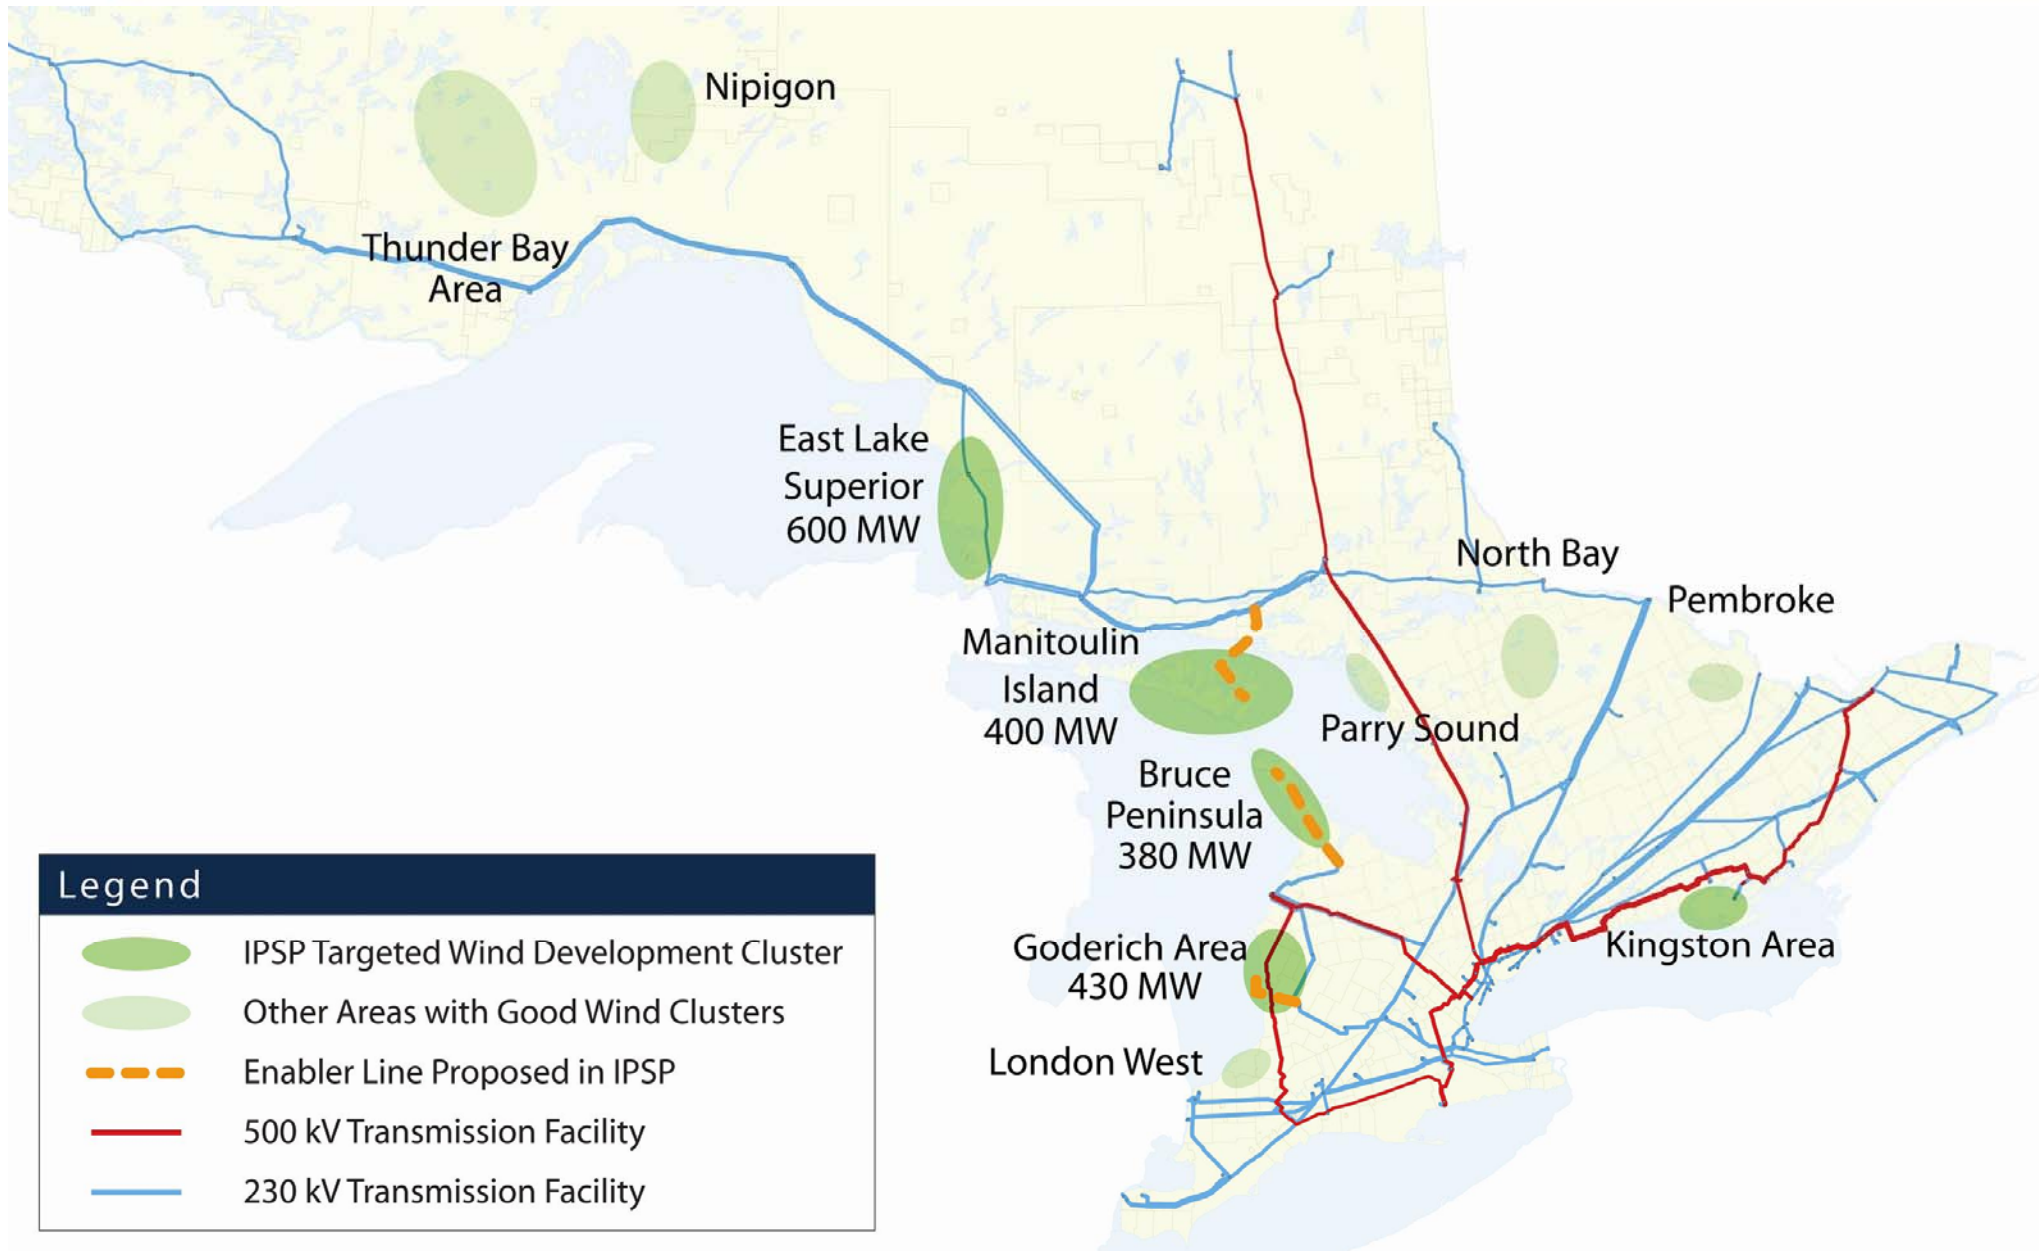 Nipigon
Thunder Bay
Area
East Lake
Superior
600 MW
North Bay
Pembroke
Manitoulin
Island
400 MW
Parry Sound
Bruce
Peninsula
380 MW
Goderich Area
430 MW
Kingston Area
London West
Legend
IPSP Targeted Wind Development Cluster
Other Areas with Good Wind Clusters
Enabler Line Proposed in IPSP
500 kV Transmission Facility
230 kV Transmission Facility